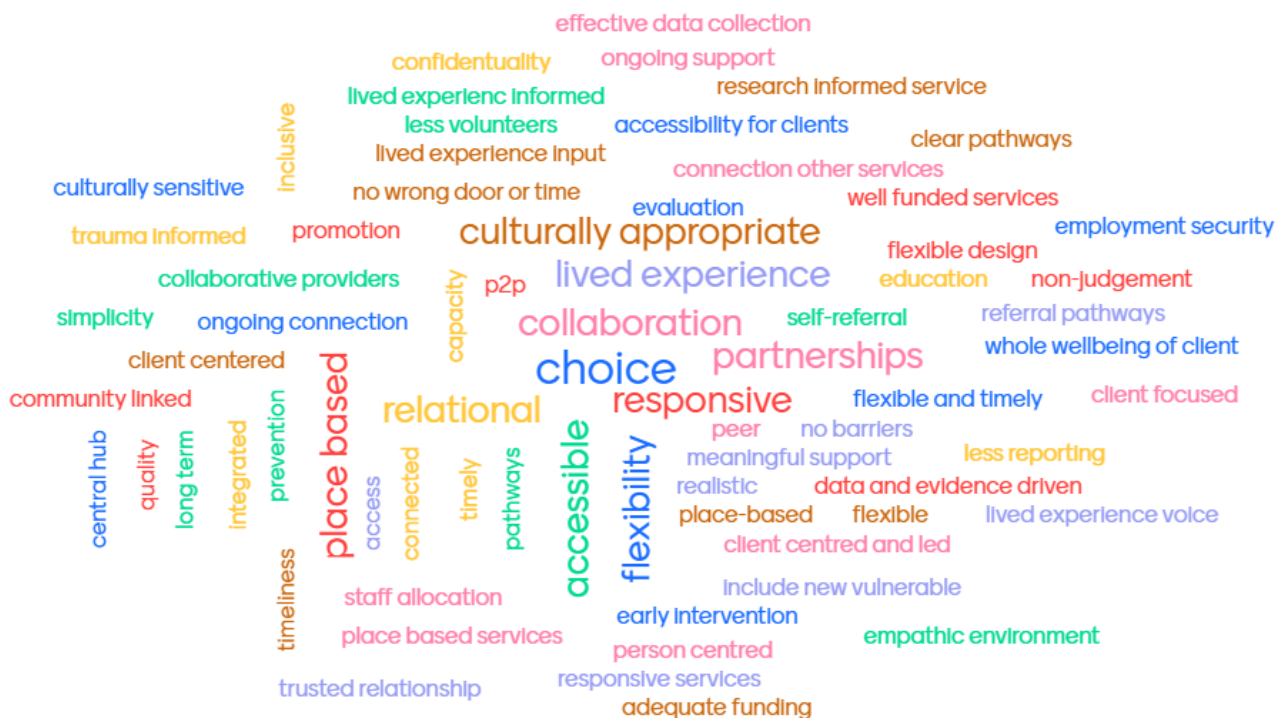 effective data collection
confidentuality
ongoing support
research informed service
lived experienc informed
inclusive
less volunteers
accessibility for clients
clear pathways
lived experience input
connection other services
culturally sensitive
no wrong door or time
well funded services
evaluation
employment security
trauma informed
promotion
culturally appropriate
flexible design
collaborative providers
capacity
p2p
lived experience
education
non-judgement
simplicity
ongoing connection
collaboration
self-referral
referral pathways
client centered
choice
partnerships
whole wellbeing of client
community linked
place based
relational
responsive
flexible and timely
client focused
central hub
quality
long term
integrated
prevention
access
connected
timely
pathways
accessible
flexibility
peer
no barriers
meaningful support
less reporting
realistic
data and evidence driven
place-based
flexible
lived experience voice
client centred and led
timeliness
staff allocation
include new vulnerable
early intervention
place based services
empathic environment
person centred
trusted relationship
responsive services
adequate funding